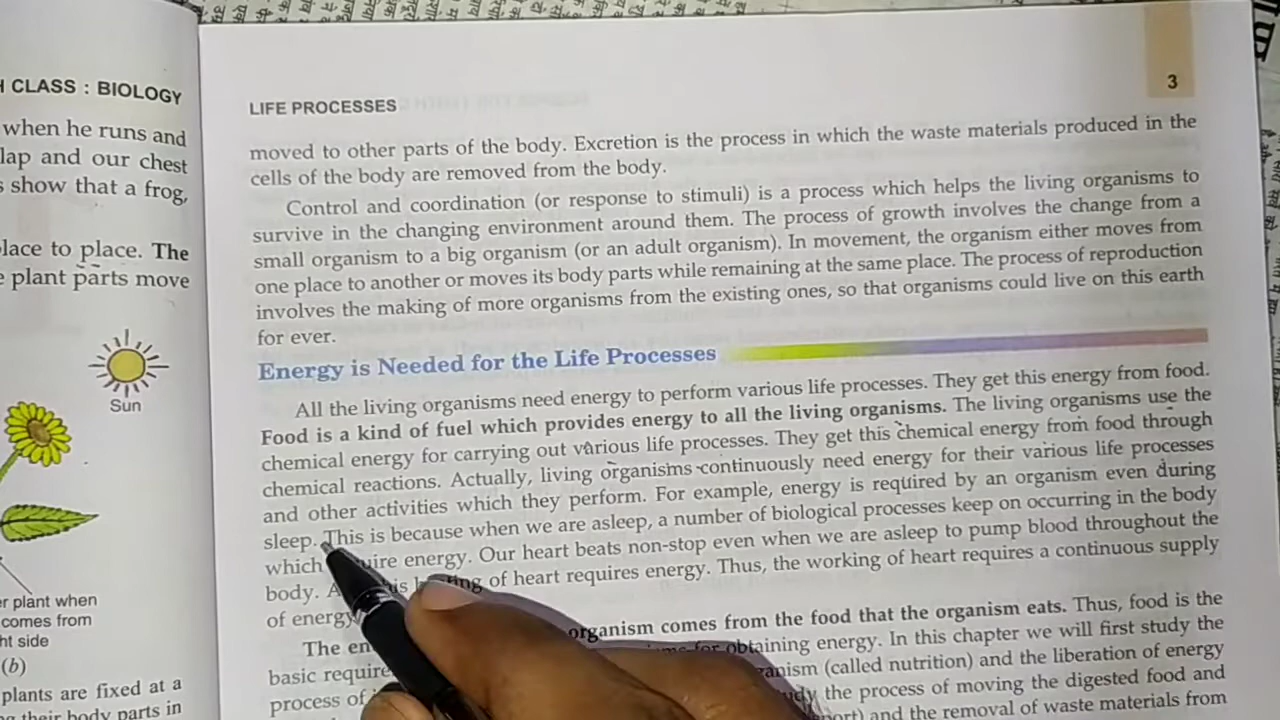 H CLASS : BIOLOGY
when he runs and
lap and our chest
s show that a frog,
place to place. The
e plant parts move
Sun
er plant when
comes from
ht side
(b)
plants are fixed at a
their body parts in
LIFE PROCESSES
3
moved to other parts of the body. Excretion is the process in which the waste materials produced in the
cells of the body are removed from the body.
Control and coordination (or response to stimuli) is a process which helps the living organisms to
survive in the changing environment around them. The process of growth involves the change from a
small organism to a big organism (or an adult organism). In movement, the organism either moves from
one place to another or moves its body parts while remaining at the same place. The process of reproduction
involves the making of more organisms from the existing ones, so that organisms could live on this earth
for ever.
Energy is Needed for the Life Processes
All the living organisms need energy to perform various life processes. They get this energy from food.
Food is a kind of fuel which provides energy to all the living organisms. The living organisms use the
chemical energy for carrying out various life processes. They get this chemical energy from food through
chemical reactions. Actually, living organisms continuously need energy for their various life processes
and other activities which they perform. For example, energy is required by an organism even during
sleep. This is because when we are asleep, a number of biological processes keep on occurring in the body
which energy. Our heart beats non-stop even when we are asleep to pump blood throughout the
body. of heart requires energy. Thus, the working of heart requires a continuous supply
of energy
The organism comes from the food that the organism eats. Thus, food is the
basic for obtaining energy. In this chapter we will first study the
process of (called nutrition) and the liberation of energy
the process of moving the digested food and
and the removal of waste materials from